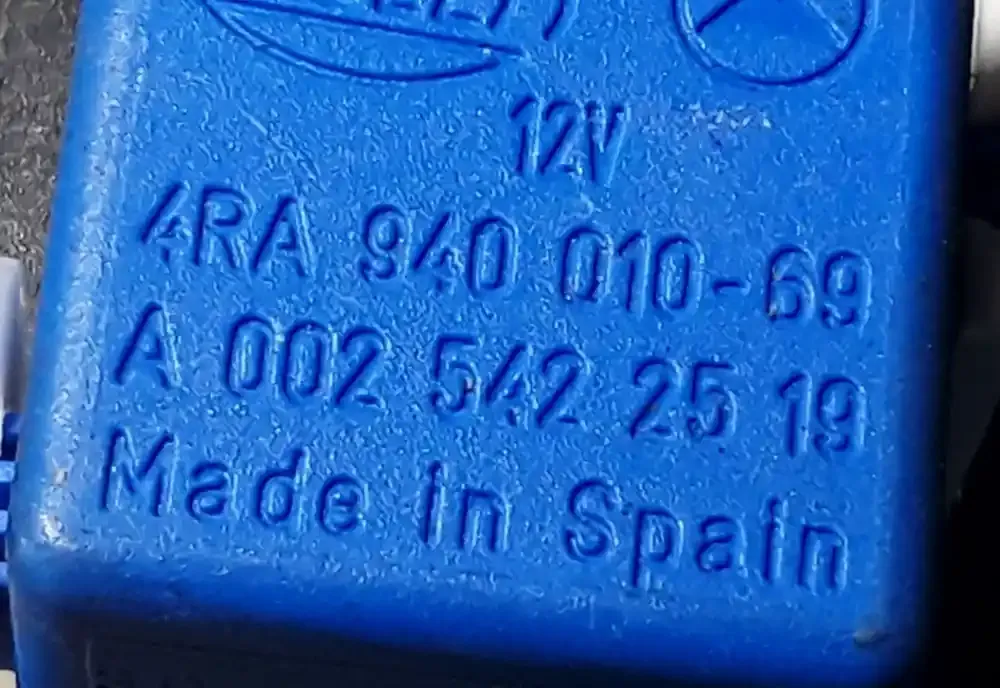 12V
4RA 940 010-69
A 002 542 25 19
Made in Spain